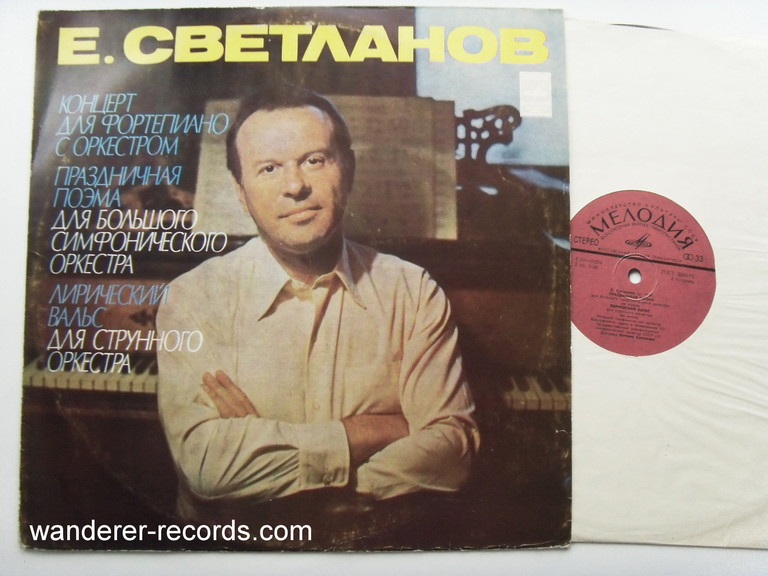 Е. СВЕТЛАНОВ
КОНЦЕРТ
ДЛЯ ФОРТЕПИАНО
С ОРКЕСТРОМ
ПРАЗДНИЧНАЯ
ПОЭМА
ДЛЯ БОЛЬШОГО
СИМФОНИЧЕСКОГО
ОРКЕСТРА
ЛИРИЧЕСКИЙ
ВАЛЬС
ДЛЯ СТРУННОГО
ОРКЕСТРА
МЕЛОДИЯ
СТЕРЕО
33
wanderer-records.com